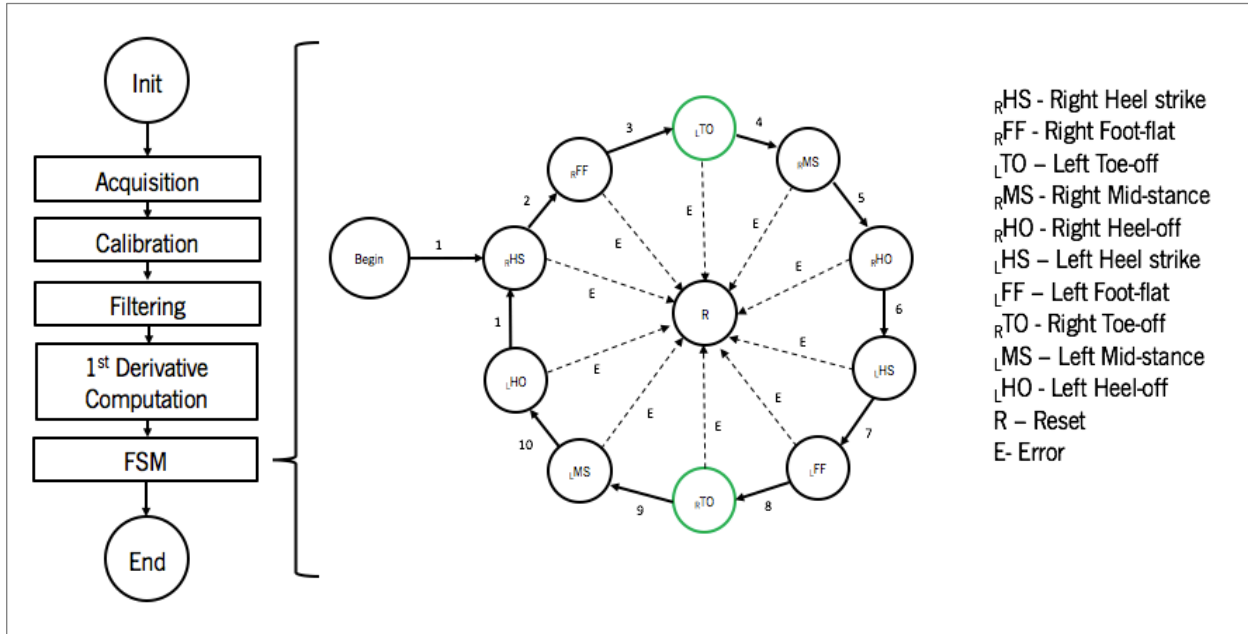 Init
Acquisition
Calibration
Filtering
1st Derivative
Computation
FSM
End
Begin
1
RHS
2
RFF
3
LTO
4
RMS
5
RHO
6
LHS
7
LFF
8
RTO
9
LMS
10
LHO
1
R
E
E
E
E
E
E
E
E
E
E
RHS - Right Heel strike
RFF - Right Foot-flat
LTO – Left Toe-off
RMS - Right Mid-stance
RHO - Right Heel-off
LHS – Left Heel strike
LFF – Left Foot-flat
RTO - Right Toe-off
LMS – Left Mid-stance
LHO - Left Heel-off
R – Reset
E- Error